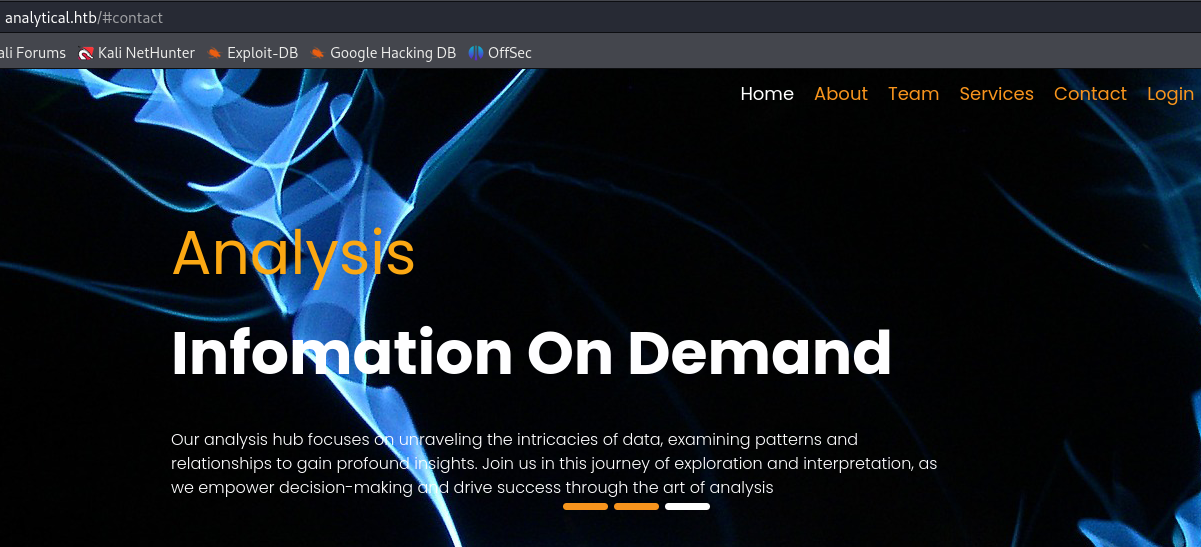 analytical.htb/#contact
ali Forums Kali NetHunter Exploit-DB Google Hacking DB OffSec
Home About Team Services Contact Login
Analysis
Infomation On Demand
Our analysis hub focuses on unraveling the intricacies of data, examining patterns and
relationships to gain profound insights. Join us in this journey of exploration and interpretation, as
we empower decision-making and drive success through the art of analysis